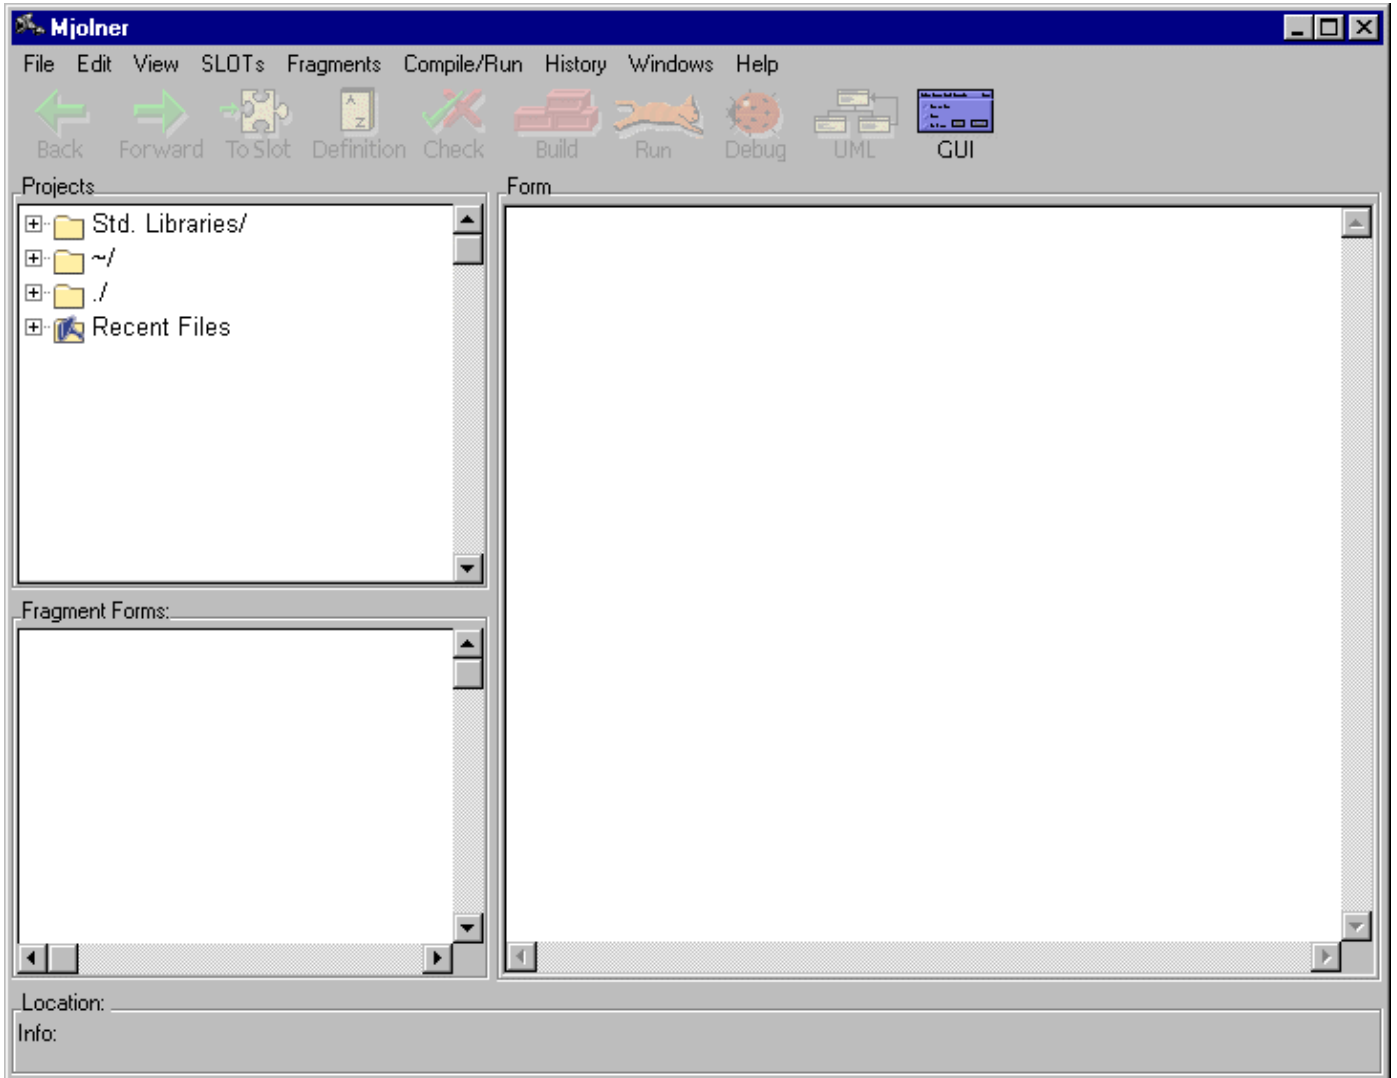 Mjolner
File Edit View SLOTs Fragments Compile/Run History Windows Help
A
Z
Back Forward To Slot Definition Check Build Run Debug UML GUI
Projects
Std. Libraries/
~/
./
Recent Files
Form
Fragment Forms:
Location:
Info: